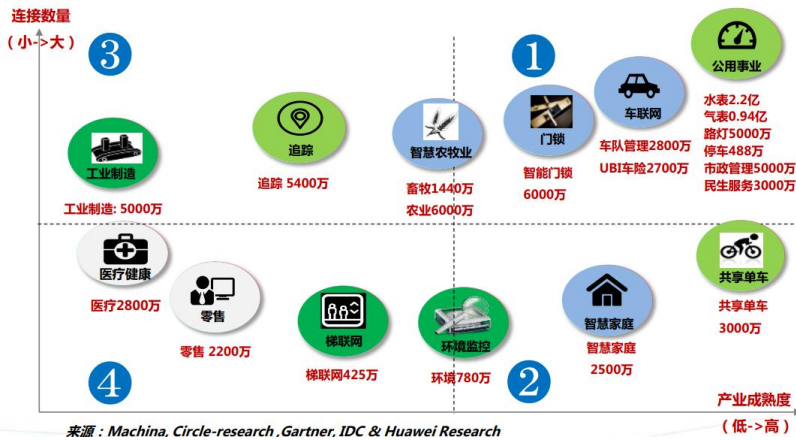 连接数量
（小->大）
3
1
公用事业
水表2.2亿
气表0.94亿
路灯5000万
停车488万
市政管理5000万
民生服务3000万
车联网
车队管理2800万
UBI车险2700万
门锁
智能门锁
6000万
智慧农牧业
畜牧1440万
农业6000万
追踪
追踪 5400万
工业制造
工业制造: 5000万
医疗健康
医疗2800万
零售
零售 2200万
梯联网
梯联网425万
环境监控
环境780万
智慧家庭
智慧家庭
2500万
共享单车
共享单车
3000万
4
2
产业成熟度
（低->高）
来源：Machina, Circle-research ,Gartner, IDC & Huawei Research